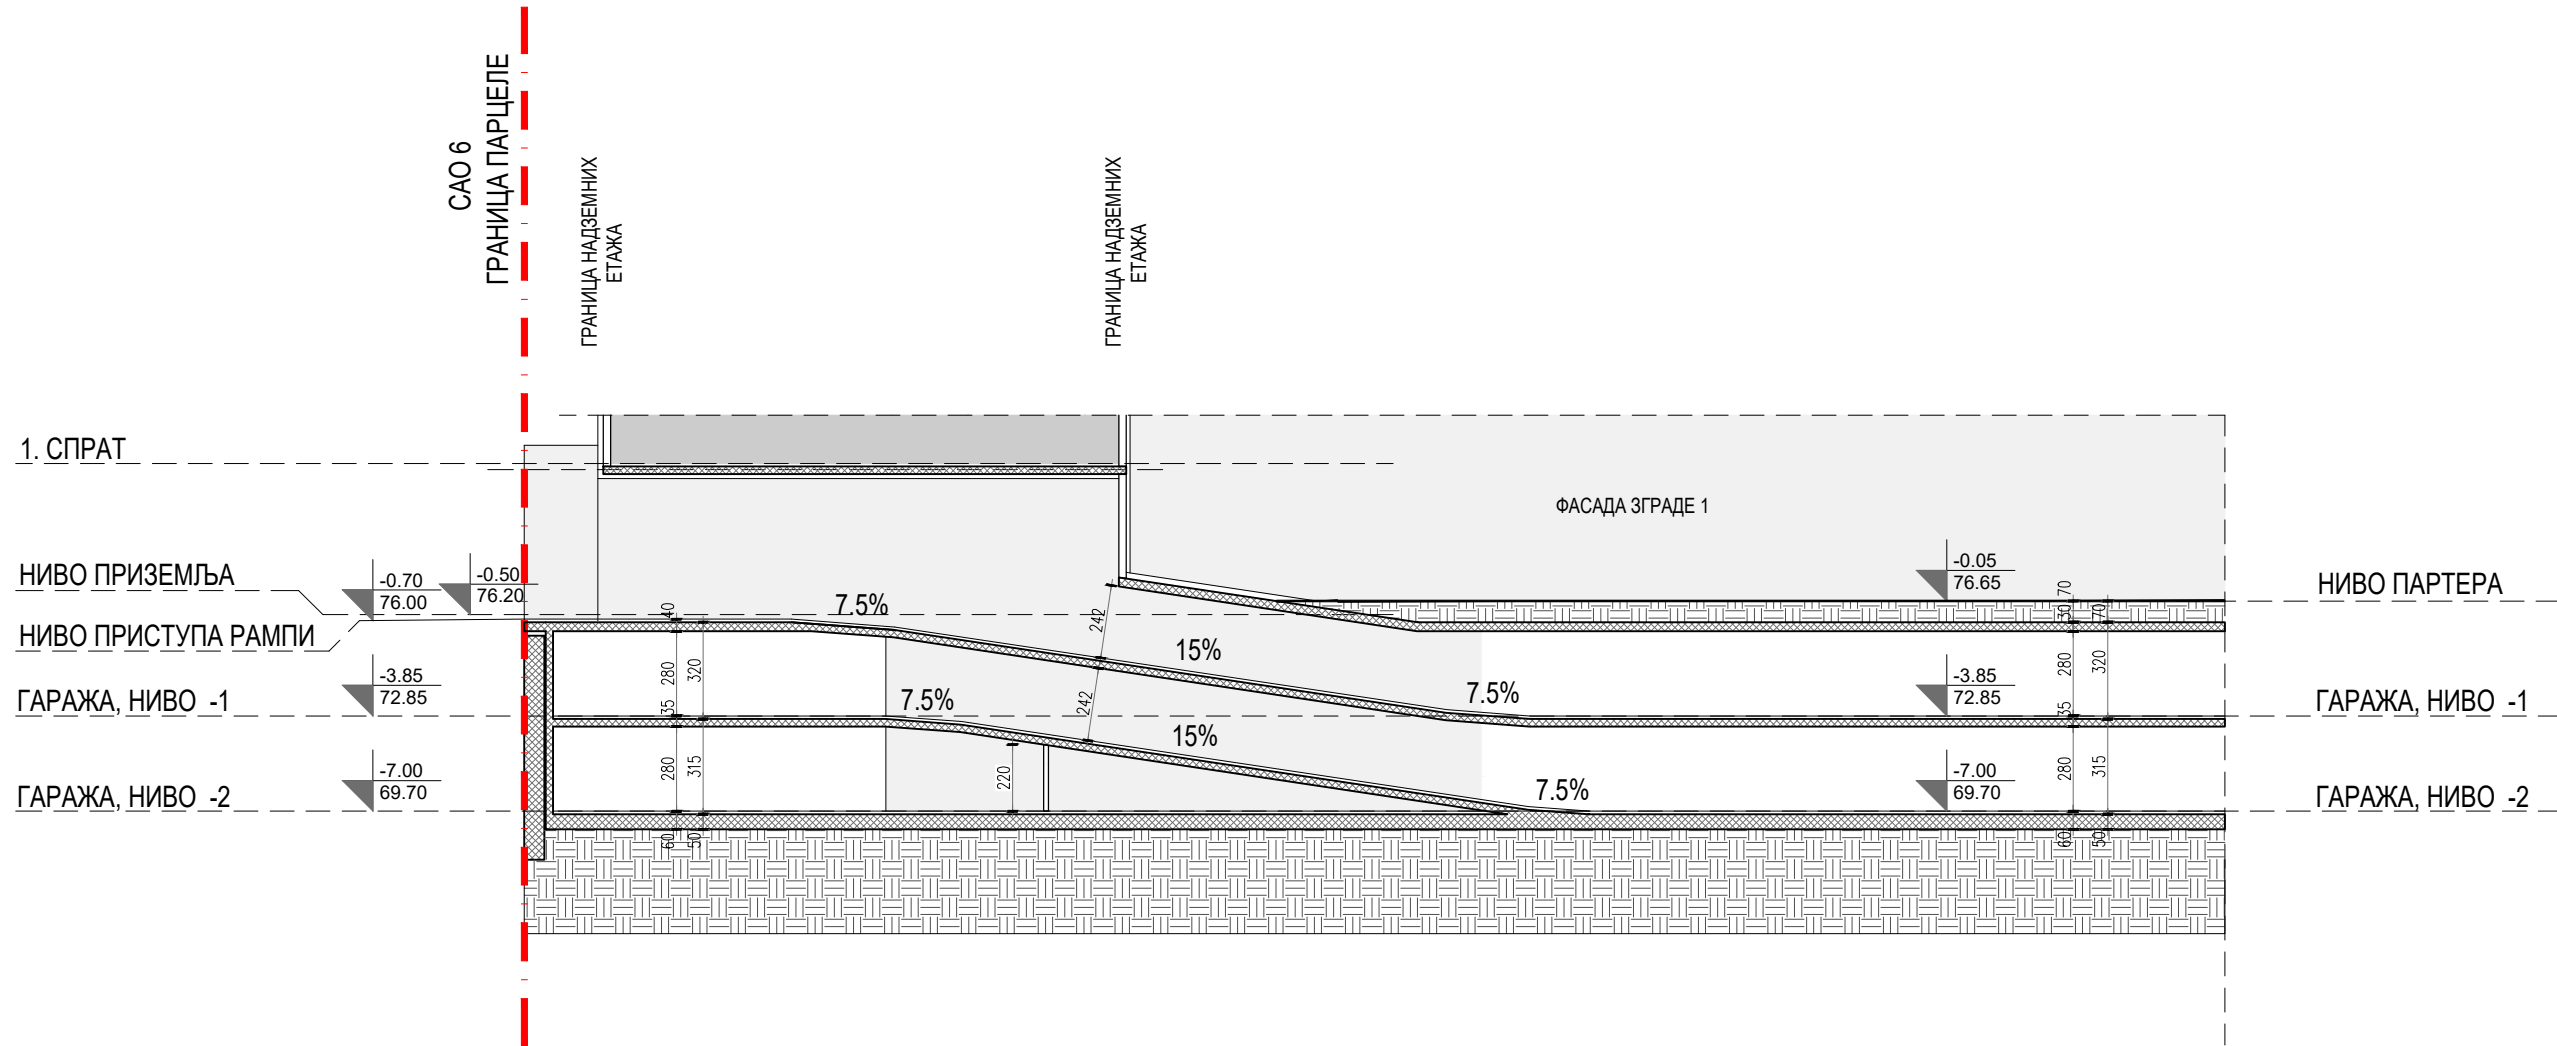 САО 6
ГРАНИЦА ПАРЦЕЛЕ
ГРАНИЦА НАДЗЕМНИХ
ЕТАЖА
ГРАНИЦА НАДЗЕМНИХ
ЕТАЖА
1. СПРАТ
ФАСАДА ЗГРАДЕ 1
НИВО ПРИЗЕМЉА
-0.70
76.00
-0.50
76.20
-0.05
76.65
НИВО ПАРТЕРА
НИВО ПРИСТУПА РАМПИ
40
7.5%
242
15%
70
30
70
ГАРАЖА, НИВО -1
-3.85
72.85
280
320
35
7.5%
242
7.5%
-3.85
72.85
280
320
35
ГАРАЖА, НИВО -1
15%
ГАРАЖА, НИВО -2
-7.00
69.70
280
315
220
7.5%
-7.00
69.70
280
315
ГАРАЖА, НИВО -2
60
50
60
50